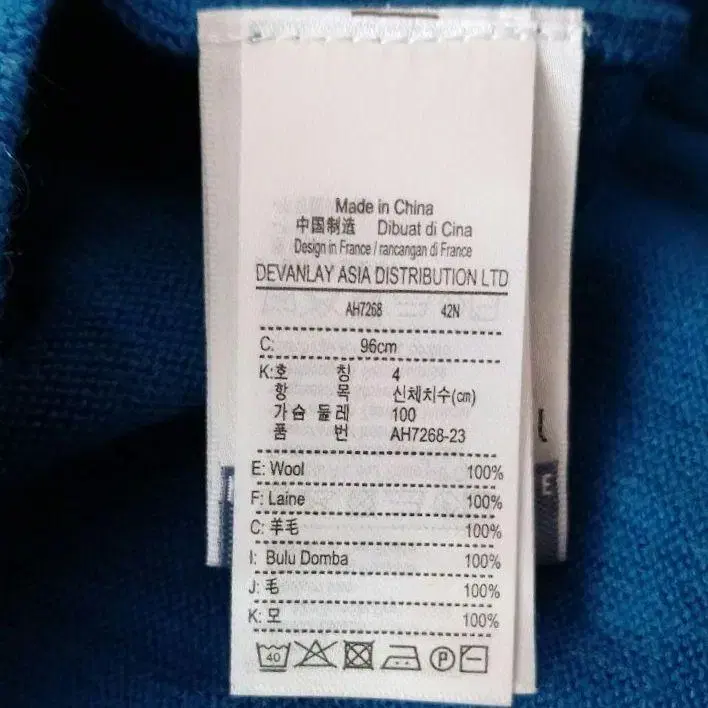 Made in China
中国制造 Dibuat di Cina
Design in France / rancangan di France
DEVANLAY ASIA DISTRIBUTION LTD
AH7268 42N
C: 96cm
K:호 칭 4
항 목 신체치수(㎝)
가슴 둘레 100
품 번 AH7268-23
E: Wool 100%
F: Laine 100%
C: 羊毛 100%
I: Bulu Domba 100%
J: 毛 100%
K: 모 100%
40 P
E